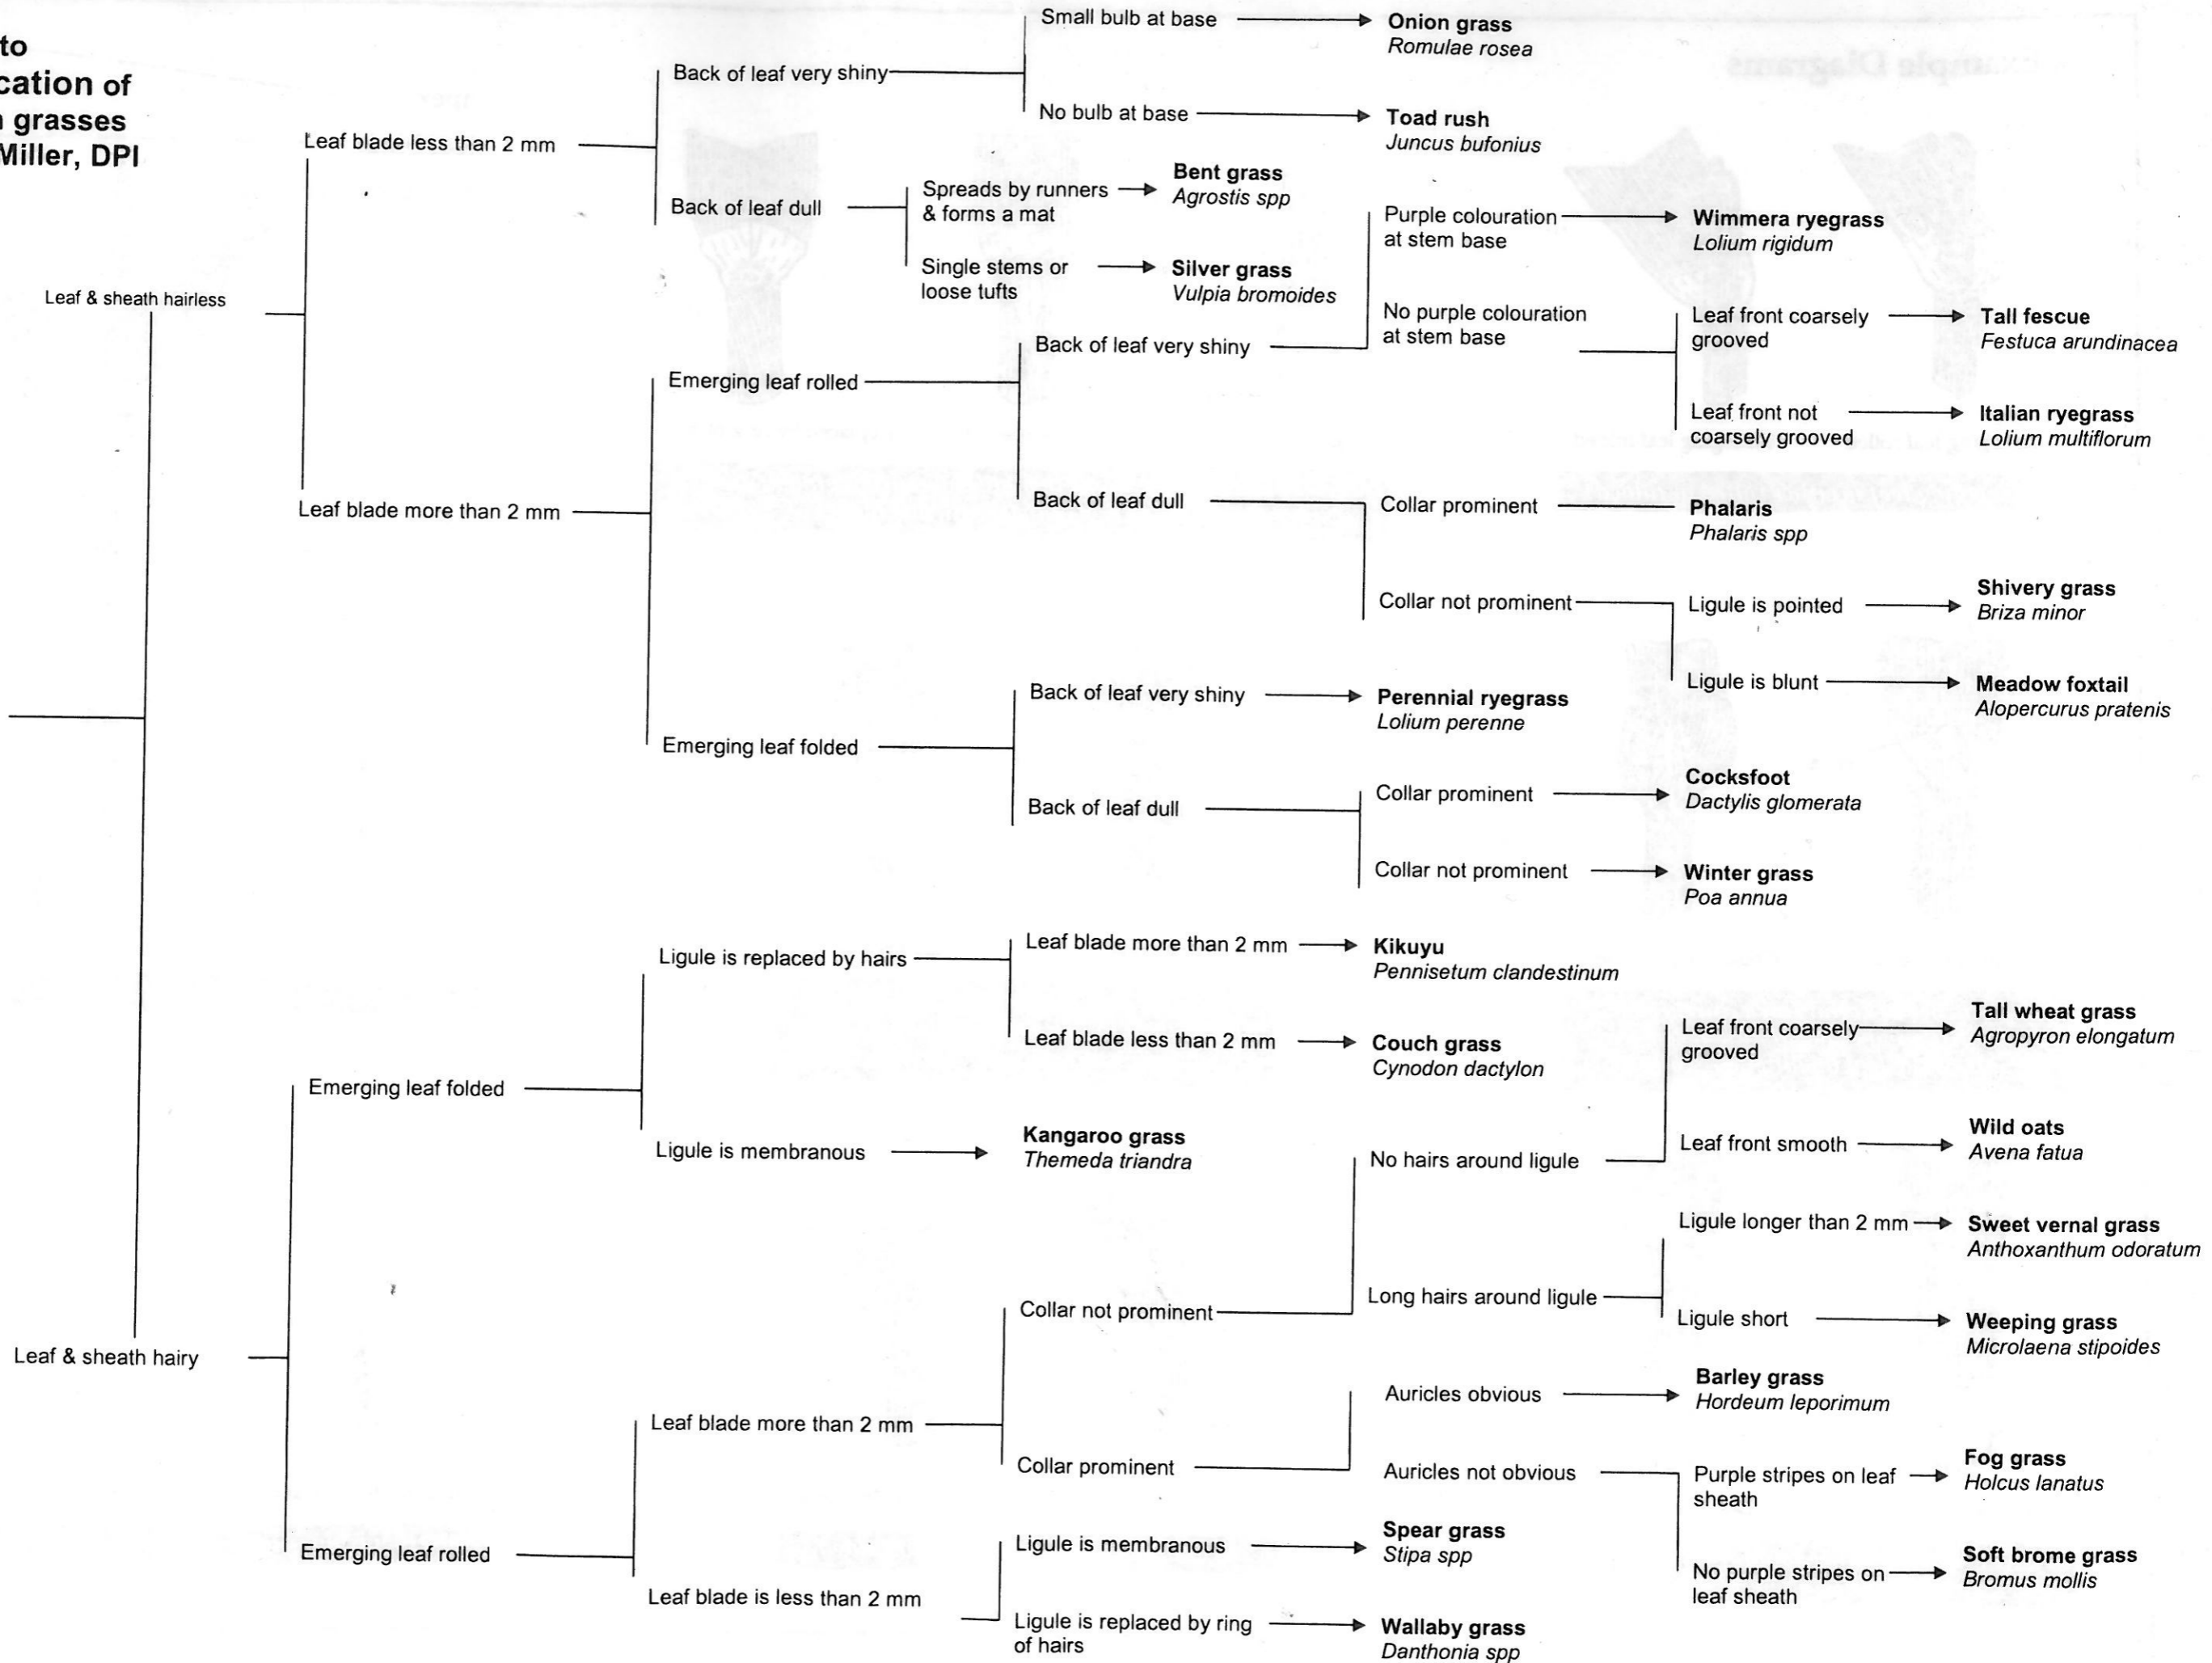 to
cation of
grasses
Miller, DPI
Leaf & sheath hairless
Leaf blade less than 2 mm
Back of leaf very shiny
Small bulb at base
Onion grass
Romulae rosea
No bulb at base
Toad rush
Juncus bufonius
Back of leaf dull
Spreads by runners
& forms a mat
Bent grass
Agrostis spp
Single stems or
loose tufts
Silver grass
Vulpia bromoides
Leaf blade more than 2 mm
Emerging leaf rolled
Back of leaf very shiny
Purple colouration
at stem base
Wimmera ryegrass
Lolium rigidum
No purple colouration
at stem base
Leaf front coarsely
grooved
Tall fescue
Festuca arundinacea
Leaf front not
coarsely grooved
Italian ryegrass
Lolium multiflorum
Back of leaf dull
Collar prominent
Phalaris
Phalaris spp
Collar not prominent
Ligule is pointed
Shivery grass
Briza minor
Ligule is blunt
Meadow foxtail
Alopercurus pratenis
Emerging leaf folded
Back of leaf very shiny
Perennial ryegrass
Lolium perenne
Back of leaf dull
Collar prominent
Cocksfoot
Dactylis glomerata
Collar not prominent
Winter grass
Poa annua
Leaf & sheath hairy
Emerging leaf folded
Ligule is replaced by hairs
Leaf blade more than 2 mm
Kikuyu
Pennisetum clandestinum
Leaf blade less than 2 mm
Couch grass
Cynodon dactylon
Ligule is membranous
Kangaroo grass
Themeda triandra
Emerging leaf rolled
Leaf blade more than 2 mm
Collar not prominent
No hairs around ligule
Leaf front coarsely
grooved
Tall wheat grass
Agropyron elongatum
Leaf front smooth
Wild oats
Avena fatua
Long hairs around ligule
Ligule longer than 2 mm
Sweet vernal grass
Anthoxanthum odoratum
Ligule short
Weeping grass
Microlaena stipoides
Collar prominent
Auricles obvious
Barley grass
Hordeum leporimum
Auricles not obvious
Purple stripes on leaf
sheath
Fog grass
Holcus lanatus
No purple stripes on
leaf sheath
Soft brome grass
Bromus mollis
Leaf blade is less than 2 mm
Ligule is membranous
Spear grass
Stipa spp
Ligule is replaced by ring
of hairs
Wallaby grass
Danthonia spp